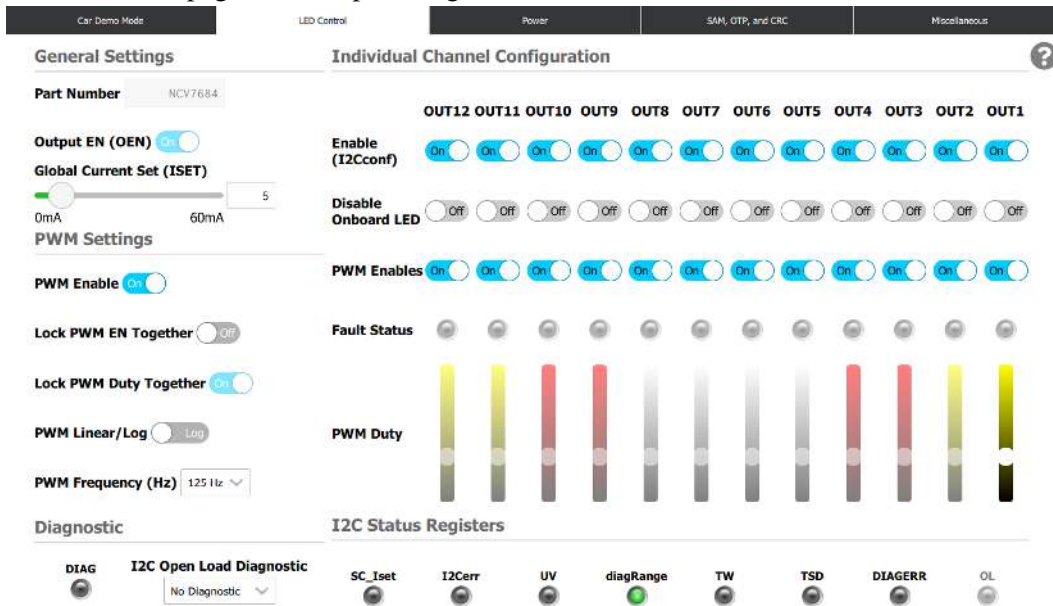 Car Demo Mode
LED Control
Power
SAM, OTP, and CRC
Miscellaneous
General Settings
Part Number NCV7684
Output EN (OEN) On
Global Current Set (ISET)
5
0mA 60mA
PWM Settings
PWM Enable On
Lock PWM EN Together Off
Lock PWM Duty Together On
PWM Linear/Log Log
PWM Frequency (Hz) 125 Hz
Diagnostic
DIAG
I2C Open Load Diagnostic
No Diagnostic
Individual Channel Configuration
?
OUT12 OUT11 OUT10 OUT9 OUT8 OUT7 OUT6 OUT5 OUT4 OUT3 OUT2 OUT1
Enable
(I2Cconf)
On On On On On On On On On On On On
Disable
Onboard LED
Off Off Off Off Off Off Off Off Off Off Off Off
PWM Enables On On On On On On On On On On On On
Fault Status
PWM Duty
I2C Status Registers
SC_Iset I2Cerr UV diagRange TW TSD DIAGERR OL